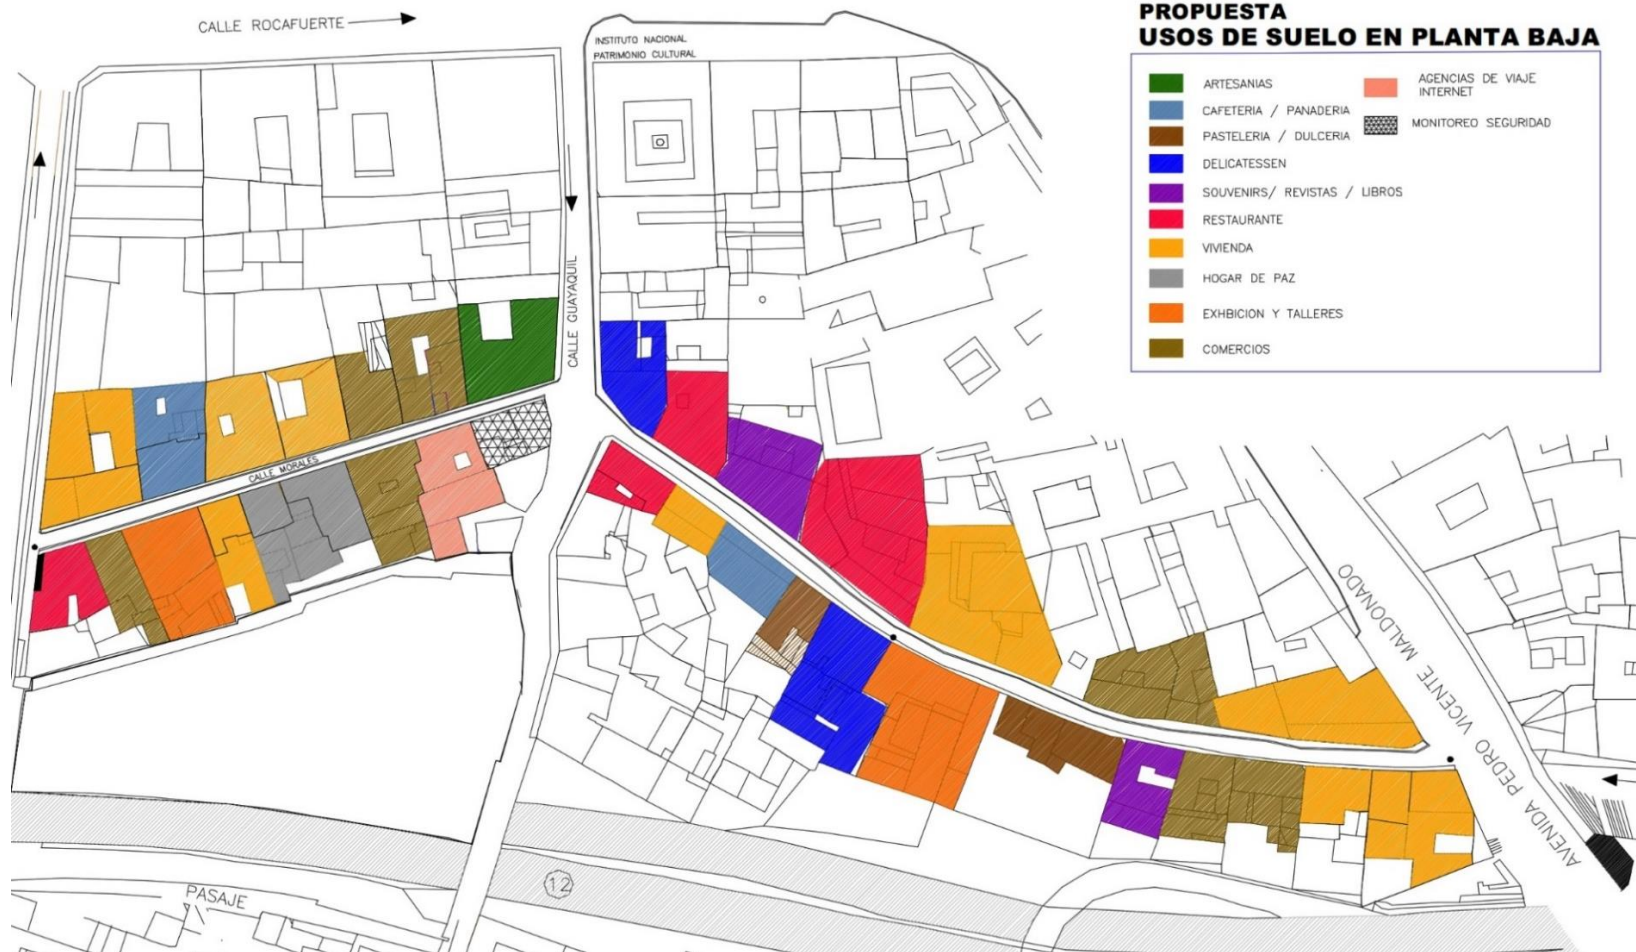 PROPUESTA
USOS DE SUELO EN PLANTA BAJA
CALLE ROCAFUERTE
INSTITUTO NACIONAL
PATRIMONIO CULTURAL
ARTESANIAS
CAFETERIA / PANADERIA
PASTELERIA / DULCERIA
DELICATESSEN
SOUVENIRS/ REVISTAS / LIBROS
RESTAURANTE
VIVIENDA
HOGAR DE PAZ
EXHBICION Y TALLERES
COMERCIOS
AGENCIAS DE VIAJE
INTERNET
MONITOREO SEGURIDAD
CALLE GUAYAQUIL
CALLE MORALES
AVENIDA PEDRO VICENTE MALDONADO
12
PASAJE